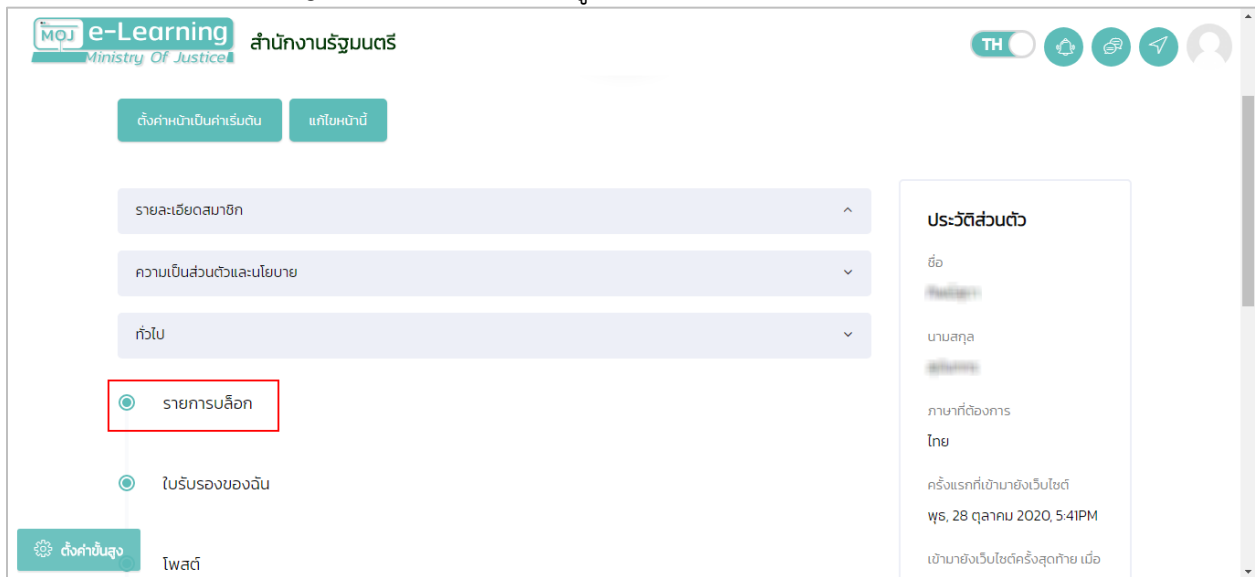 MOJ e-Learning
Ministry Of Justice
สำนักงานรัฐมนตรี
TH
ตั้งค่าหน้าเป็นค่าเริ่มต้น
แก้ไขหน้านี้
รายละเอียดสมาชิก
ความเป็นส่วนตัวและนโยบาย
ทั่วไป
รายการบล็อก
ใบรับรองของฉัน
โพสต์
ตั้งค่าขั้นสูง
ประวัติส่วนตัว
ชื่อ
นามสกุล
ภาษาที่ต้องการ
ไทย
ครั้งแรกที่เข้ามายังเว็บไซต์
พุธ, 28 ตุลาคม 2020, 5:41PM
เข้ามายังเว็บไซต์ครั้งสุดท้าย เมื่อ